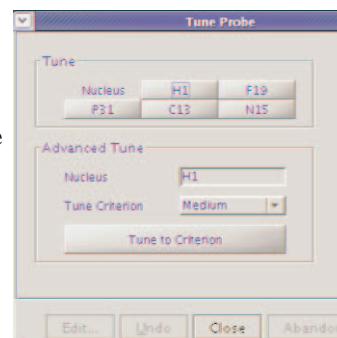 Tune Probe
Tune
Nucleus H1 F19
P31 C13 N15
Advanced Tune
Nucleus H1
Tune Criterion Medium
Tune to Criterion
Edit... Undo Close